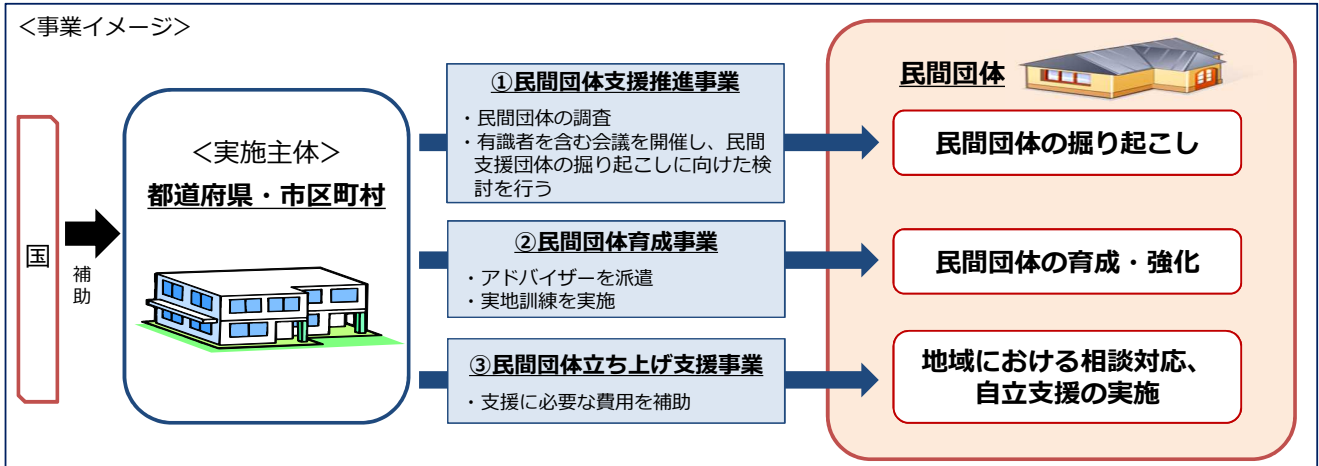 <事業イメージ>
国
補助
<実施主体>
都道府県・市区町村
①民間団体支援推進事業
・民間団体の調査
・有識者を含む会議を開催し、民間
支援団体の掘り起こしに向けた検
討を行う
②民間団体育成事業
・アドバイザーを派遣
・実地訓練を実施
③民間団体立ち上げ支援事業
・支援に必要な費用を補助
民間団体
民間団体の掘り起こし
民間団体の育成・強化
地域における相談対応、
自立支援の実施